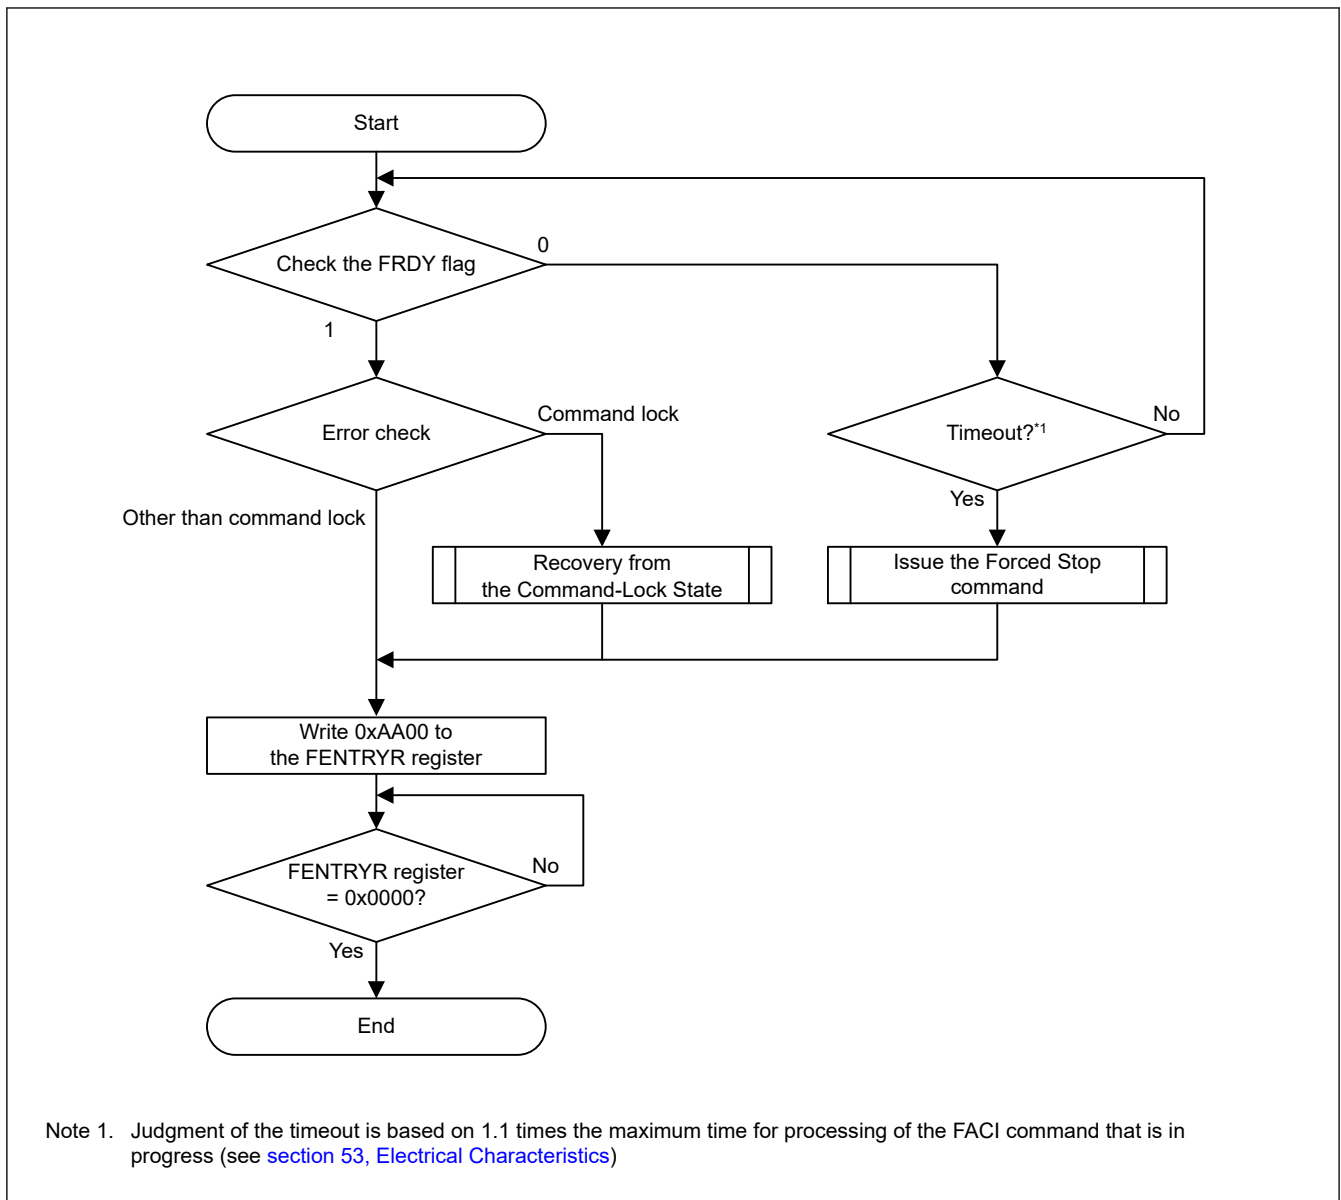 Start
Check the FRDY flag
0
1
Error check
Command lock
Timeout?*1
No
Yes
Other than command lock
Recovery from
the Command-Lock State
Issue the Forced Stop
command
Write 0xAA00 to
the FENTRYR register
FENTRYR register
= 0x0000?
No
Yes
End
Note 1. Judgment of the timeout is based on 1.1 times the maximum time for processing of the FACI command that is in
progress (see section 53, Electrical Characteristics)